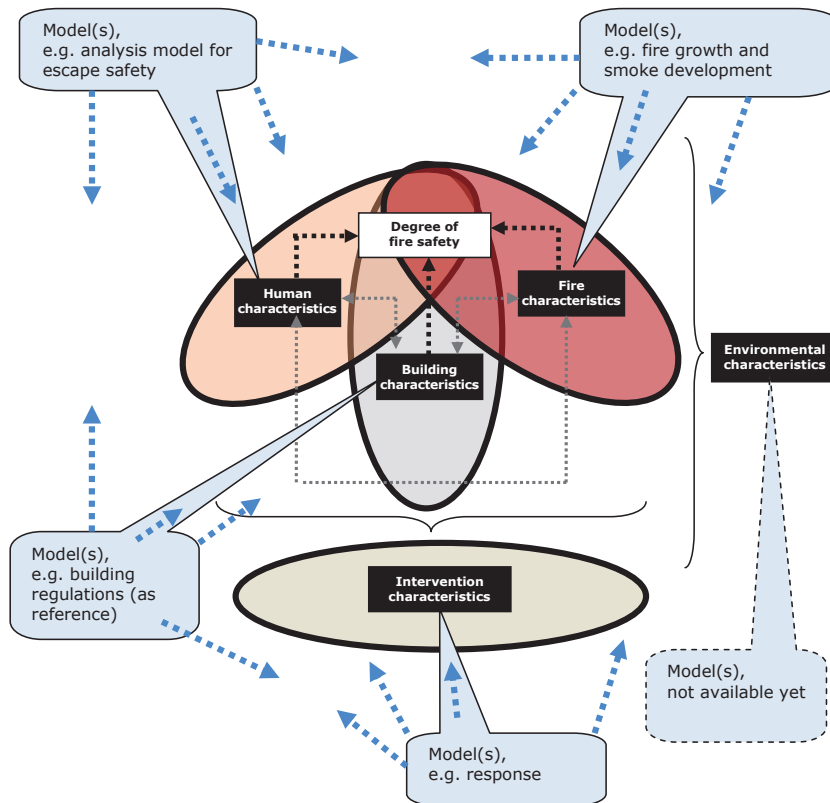 Model(s),
e.g. analysis model for
escape safety
Model(s),
e.g. fire growth and
smoke development
Degree of
fire safety
Human
characteristics
Fire
characteristics
Building
characteristics
Environmental
characteristics
Model(s),
e.g. building
regulations (as
reference)
Intervention
characteristics
Model(s),
not available yet
Model(s),
e.g. response